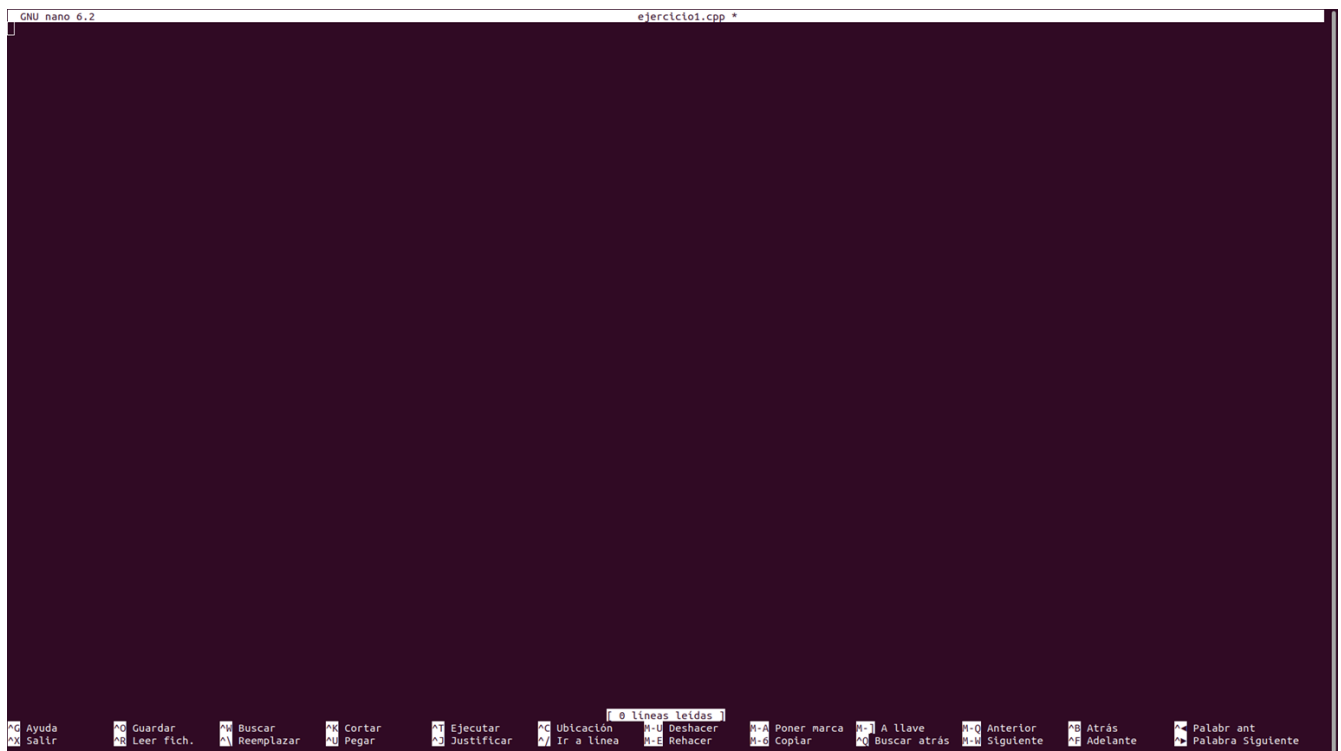 GNU nano 6.2 ejercicio1.cpp *
[ 0 líneas leídas ]
^G Ayuda ^O Guardar ^W Buscar ^K Cortar ^T Ejecutar ^C Ubicación M-U Deshacer M-A Poner marca M-] A llave M-Q Anterior ^B Atrás ^◂ Palabr ant
^X Salir ^R Leer fich. ^\ Reemplazar ^U Pegar ^J Justificar ^/ Ir a línea M-E Rehacer M-6 Copiar ^Q Buscar atrás M-W Siguiente ^F Adelante ^▸ Palabra Siguiente